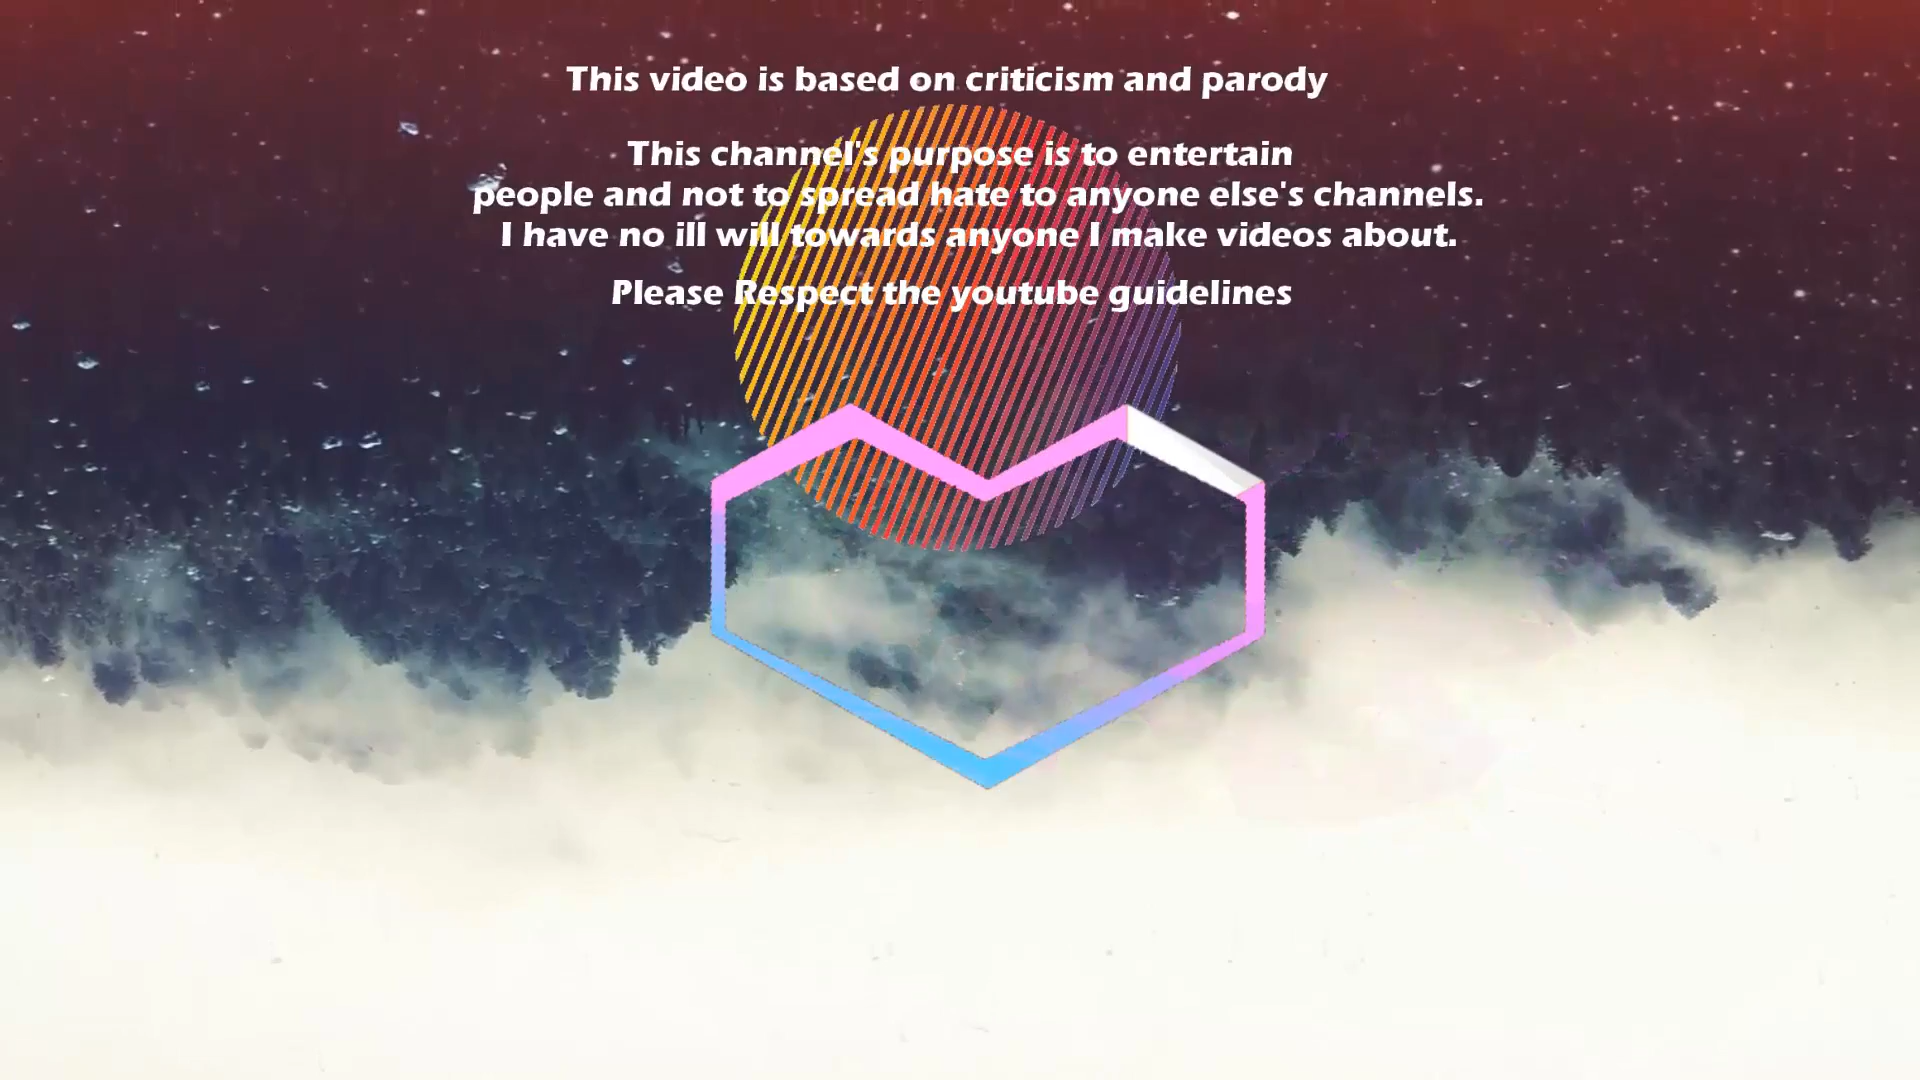 This video is based on criticism and parody
This channel's purpose is to entertain
people and not to spread hate to anyone else's channels.
I have no ill will towards anyone I make videos about.
Please Respect the youtube guidelines